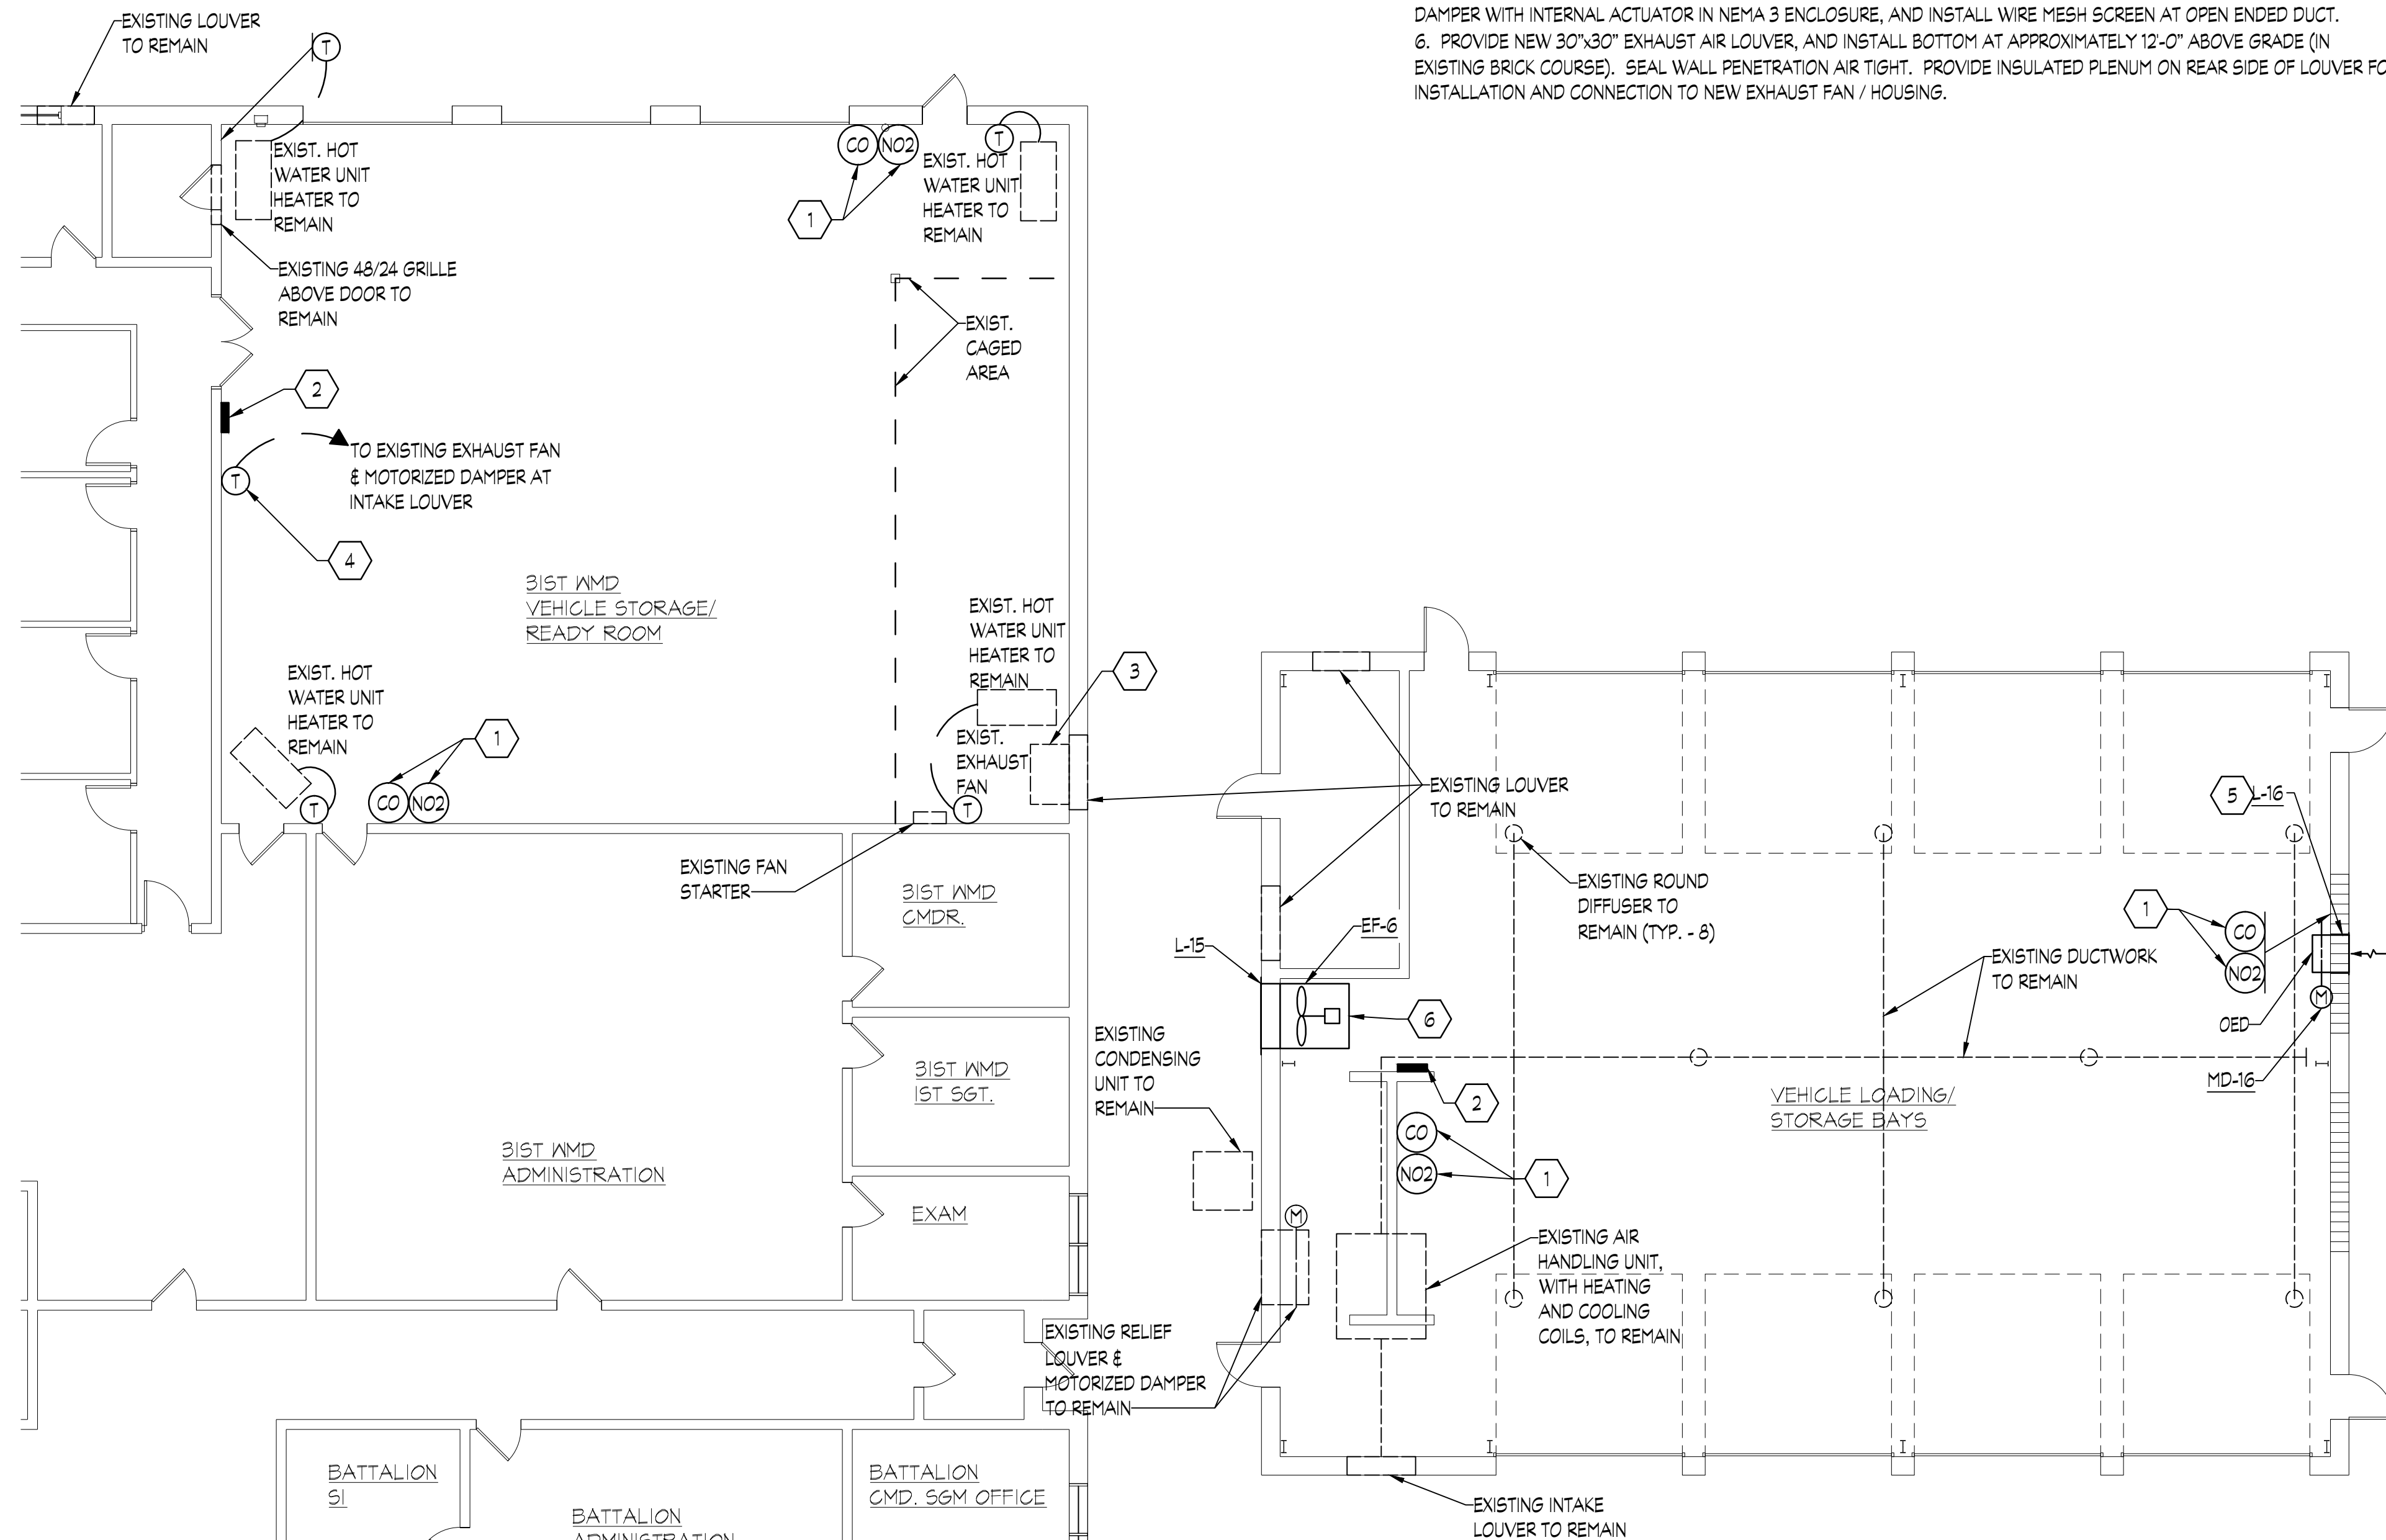 DAMPER WITH INTERNAL ACTUATOR IN NEMA 3 ENCLOSURE, AND INSTALL WIRE MESH SCREEN AT OPEN ENDED DUCT.
6. PROVIDE NEW 30"x30" EXHAUST AIR LOUVER, AND INSTALL BOTTOM AT APPROXIMATELY 12'-0" ABOVE GRADE (IN
EXISTING BRICK COURSE). SEAL WALL PENETRATION AIR TIGHT. PROVIDE INSULATED PLENUM ON REAR SIDE OF LOUVER FO
INSTALLATION AND CONNECTION TO NEW EXHAUST FAN / HOUSING.
EXISTING LOUVER
TO REMAIN
T
EXIST. HOT
WATER UNIT
HEATER TO
REMAIN
CO
NO2
1
T
EXIST. HOT
WATER UNIT
HEATER TO
REMAIN
EXISTING 48/24 GRILLE
ABOVE DOOR TO
REMAIN
EXIST.
CAGED
AREA
2
TO EXISTING EXHAUST FAN
& MOTORIZED DAMPER AT
INTAKE LOUVER
T
4
31ST WMD
VEHICLE STORAGE/
READY ROOM
EXIST. HOT
WATER UNIT
HEATER TO
REMAIN
3
EXIST. HOT
WATER UNIT
HEATER TO
REMAIN
1
CO
NO2
T
EXIST.
EXHAUST
FAN
T
EXISTING FAN
STARTER
31ST WMD
CMDR.
31ST WMD
1ST SGT.
31ST WMD
ADMINISTRATION
EXAM
EXISTING LOUVER
TO REMAIN
5
L-16
EXISTING ROUND
DIFFUSER TO
REMAIN (TYP. - 8)
1
CO
NO2
EF-6
L-15
EXISTING DUCTWORK
TO REMAIN
6
M
OED
MD-16
EXISTING
CONDENSING
UNIT TO
REMAIN
2
CO
NO2
1
VEHICLE LOADING/
STORAGE BAYS
M
EXISTING AIR
HANDLING UNIT,
WITH HEATING
AND COOLING
COILS, TO REMAIN
EXISTING RELIEF
LOUVER &
MOTORIZED DAMPER
TO REMAIN
BATTALION
S1
BATTALION
ADMINISTRATION
BATTALION
CMD. SGM OFFICE
EXISTING INTAKE
LOUVER TO REMAIN